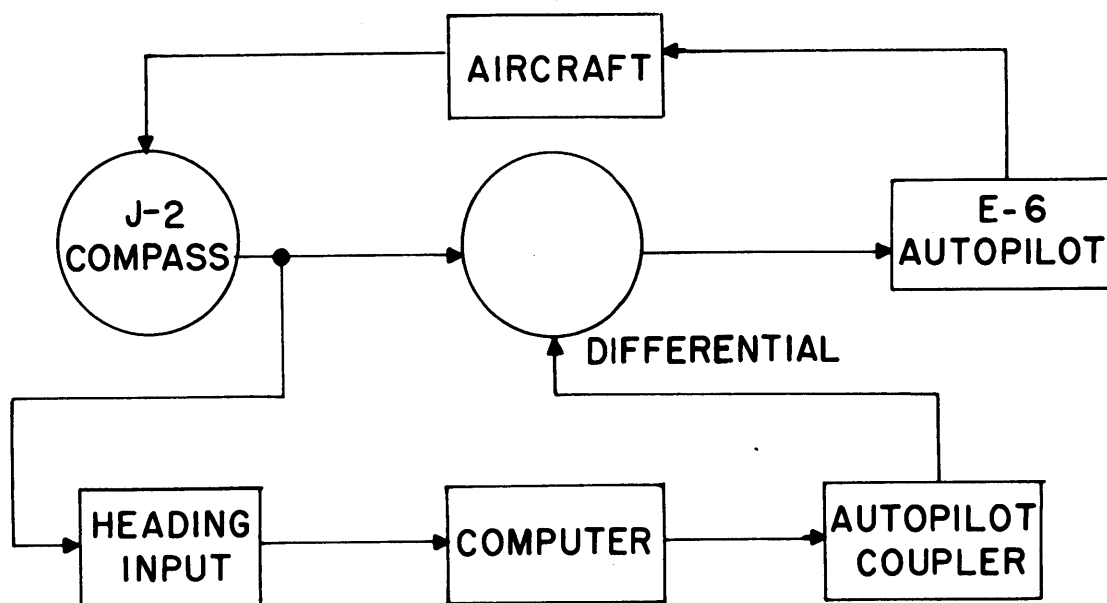 AIRCRAFT
J-2
COMPASS
E-6
AUTOPILOT
DIFFERENTIAL
HEADING
INPUT
COMPUTER
AUTOPILOT
COUPLER